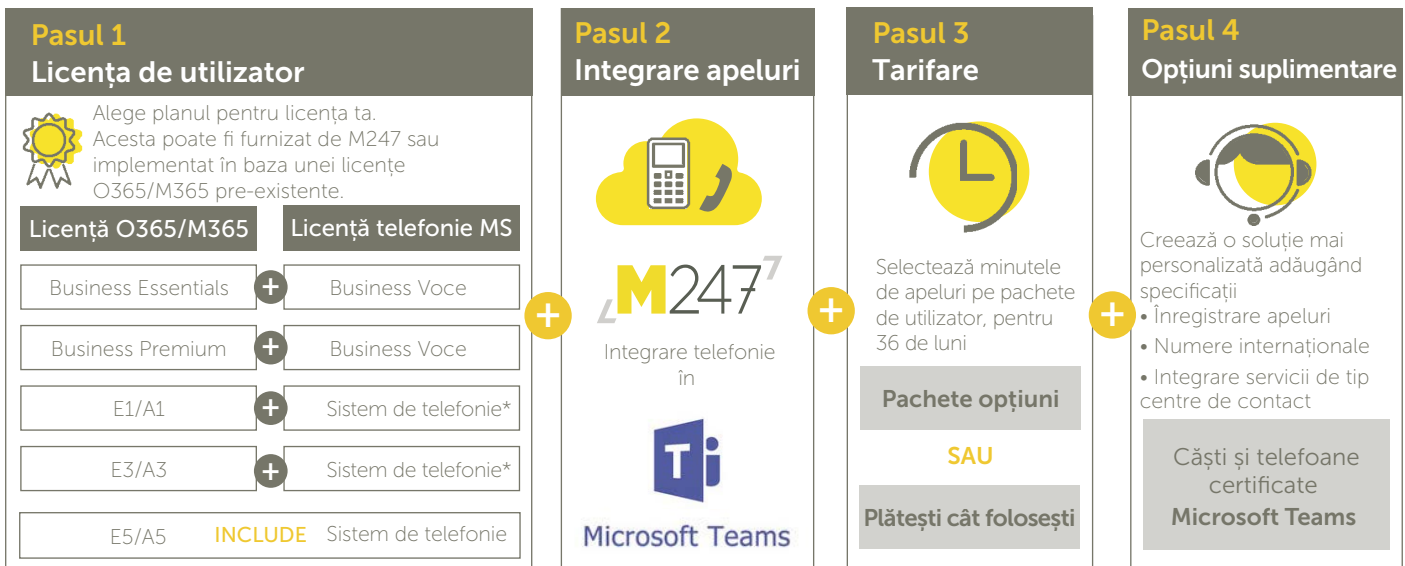 Pasul 1
Licența de utilizator
Alege planul pentru licența ta.
Acesta poate fi furnizat de M247 sau
implementat în baza unei licențe
O365/M365 pre-existente.
Licență O365/M365
Licență telefonie MS
Business Essentials + Business Voce
Business Premium + Business Voce
E1/A1 + Sistem de telefonie*
E3/A3 + Sistem de telefonie*
E5/A5 INCLUDE Sistem de telefonie
+
Pasul 2
Integrare apeluri
M247
Integrare telefonie
în
Ti
Microsoft Teams
+
Pasul 3
Tarifare
Selectează minutele
de apeluri pe pachete
de utilizator, pentru
36 de luni
Pachete opțiuni
SAU
Plătești cât folosești
+
Pasul 4
Opțiuni suplimentare
Creează o soluție mai
personalizată adăugând
specificații
• Înregistrare apeluri
• Numere internaționale
• Integrare servicii de tip
centre de contact
Căști și telefoane
certificate
Microsoft Teams